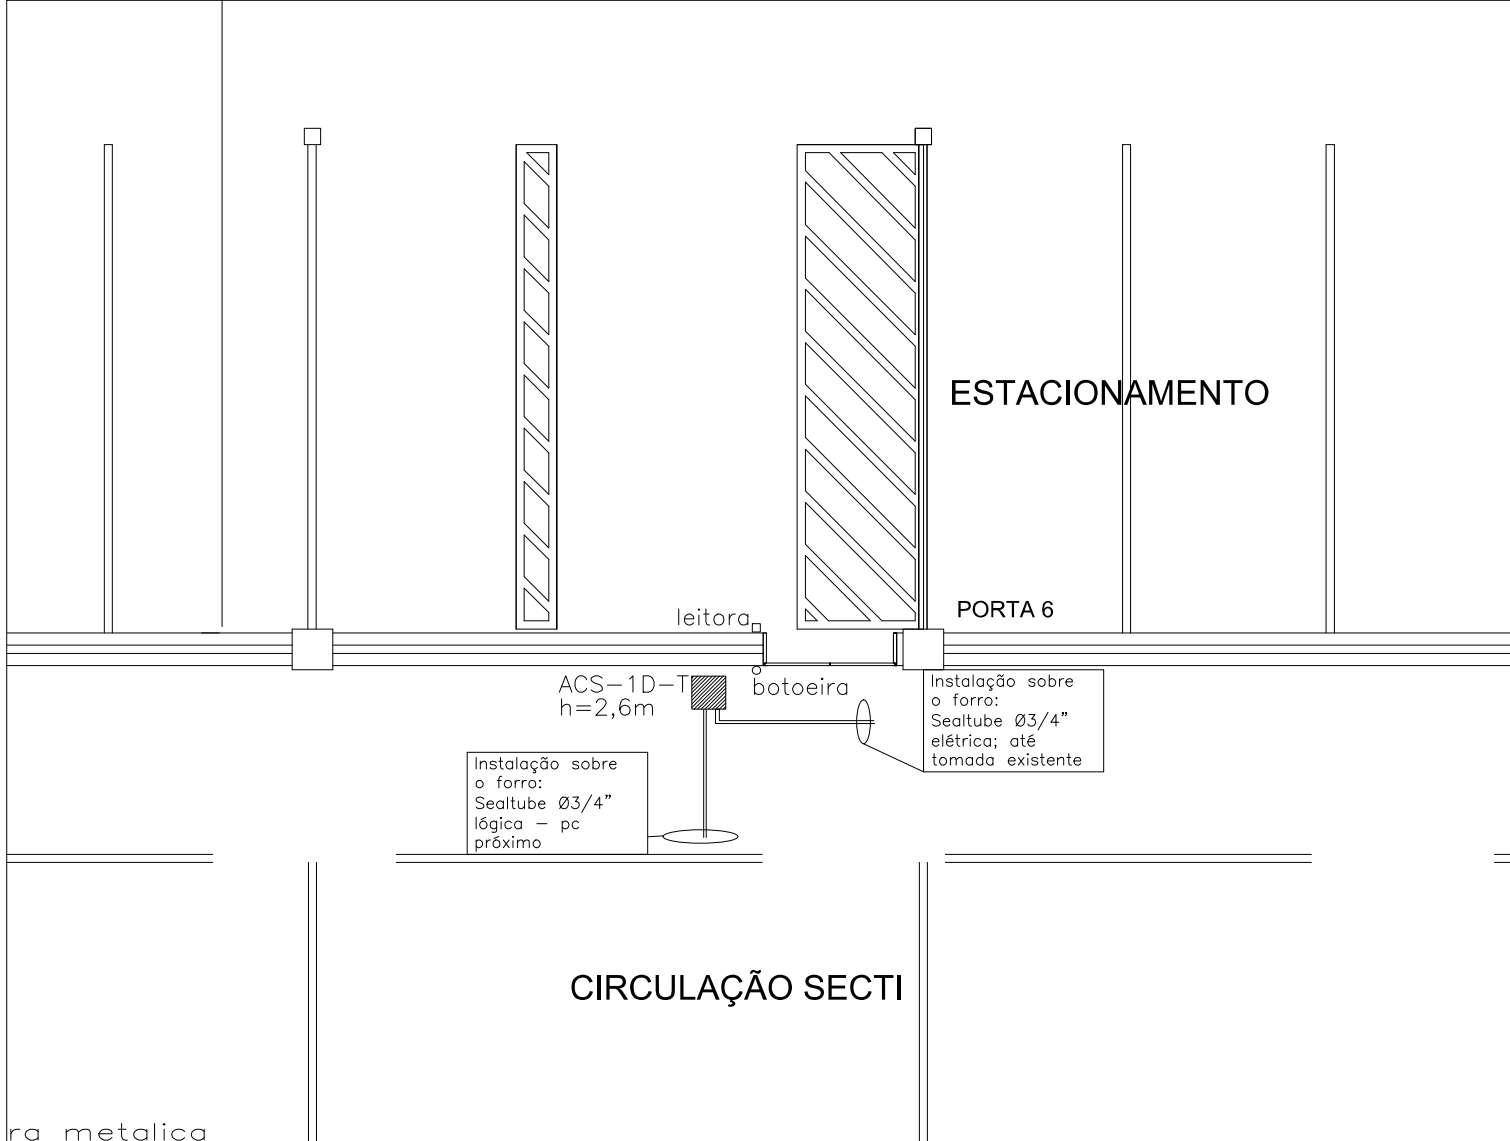 ESTACIONAMENTO
PORTA 6
leitora
ACS-1D-T
h=2,6m
botoeira
Instalação sobre
o forro:
Sealtube Ø3/4"
elétrica; até
tomada existente
Instalação sobre
o forro:
Sealtube Ø3/4"
lógica - pc
próximo
CIRCULAÇÃO SECTI
ra metalica